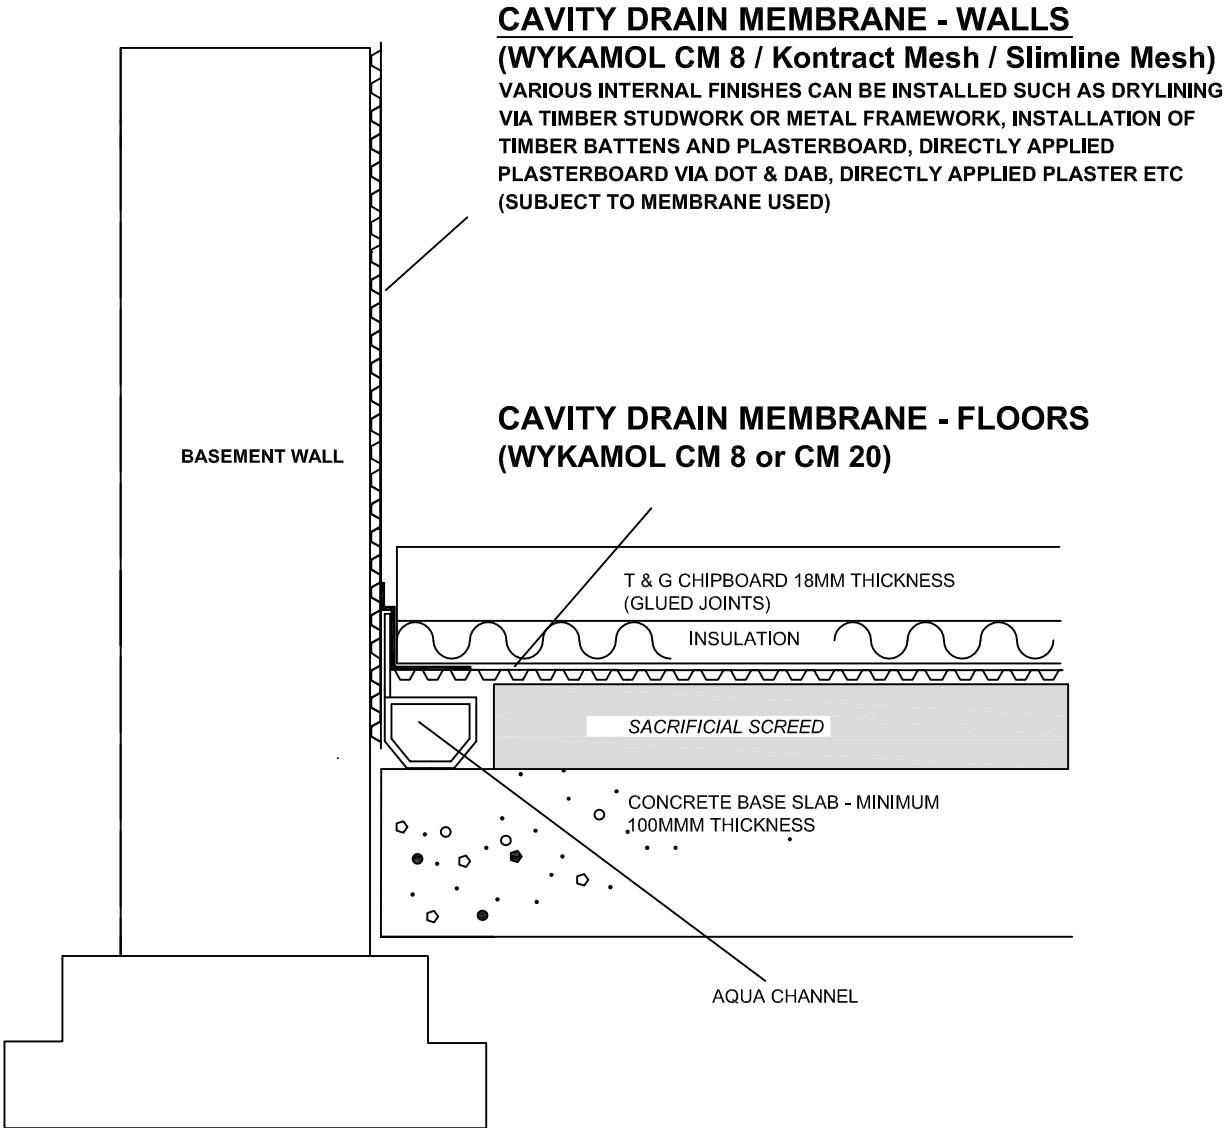 CAVITY DRAIN MEMBRANE - WALLS
(WYKAMOL CM 8 / Kontract Mesh / Slimline Mesh)
VARIOUS INTERNAL FINISHES CAN BE INSTALLED SUCH AS DRYLINING
VIA TIMBER STUDWORK OR METAL FRAMEWORK, INSTALLATION OF
TIMBER BATTENS AND PLASTERBOARD, DIRECTLY APPLIED
PLASTERBOARD VIA DOT & DAB, DIRECTLY APPLIED PLASTER ETC
(SUBJECT TO MEMBRANE USED)
CAVITY DRAIN MEMBRANE - FLOORS
(WYKAMOL CM 8 or CM 20)
BASEMENT WALL
T & G CHIPBOARD 18MM THICKNESS
(GLUED JOINTS)
INSULATION
SACRIFICIAL SCREED
CONCRETE BASE SLAB - MINIMUM
100MMM THICKNESS
AQUA CHANNEL